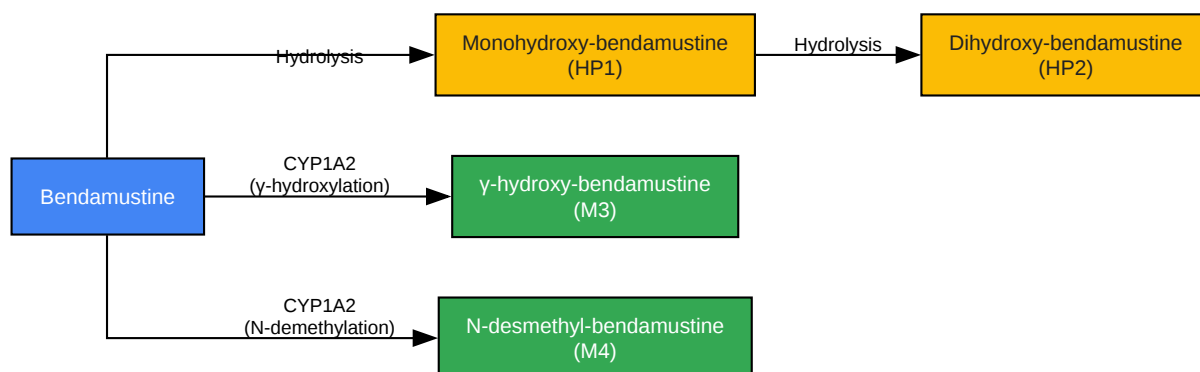 Hydrolysis
Monohydroxy-bendamustine
(HP1)
Hydrolysis
Dihydroxy-bendamustine
(HP2)
Bendamustine
CYP1A2
(γ-hydroxylation)
γ-hydroxy-bendamustine
(M3)
CYP1A2
(N-demethylation)
N-desmethyl-bendamustine
(M4)